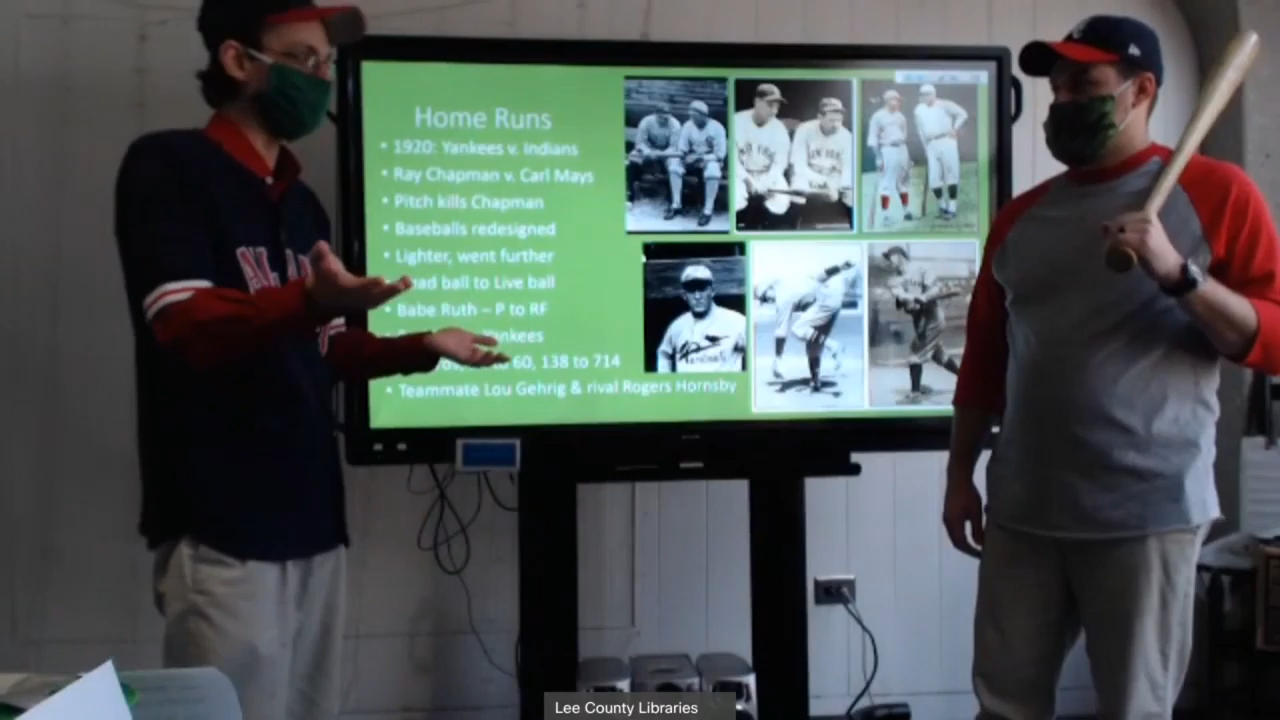 Home Runs
• 1920: Yankees v. Indians
• Ray Chapman v. Carl Mays
• Pitch kills Chapman
• Baseballs redesigned
• Lighter, went further
ad ball to Live ball
• Babe Ruth – P to RF
nkees
60, 138 to 714
• Teammate Lou Gehrig & rival Rogers Hornsby
Lee County Libraries